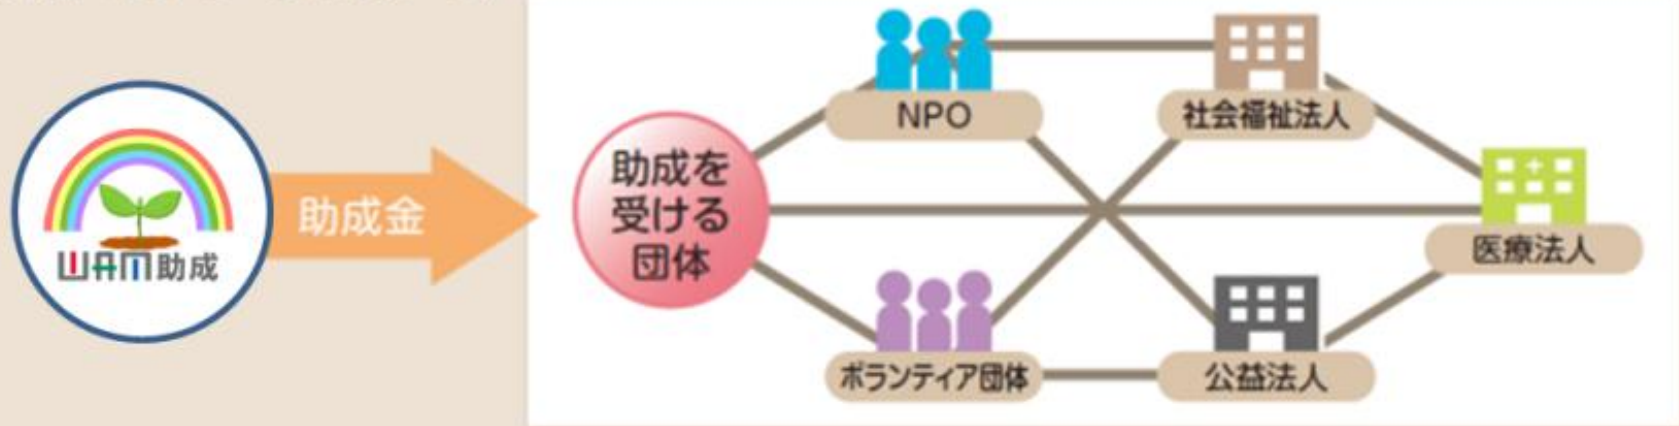 WAM助成
助成金
助成を
受ける
団体
NPO
社会福祉法人
医療法人
ボランティア団体
公益法人